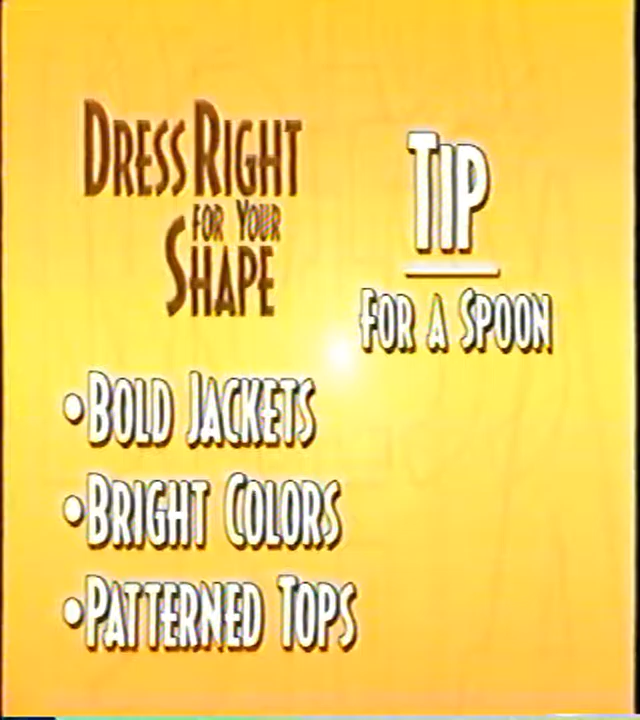 Dress Right
for Your
Shape
Tip
For a Spoon
•Bold Jackets
•Bright Colors
•Patterned Tops